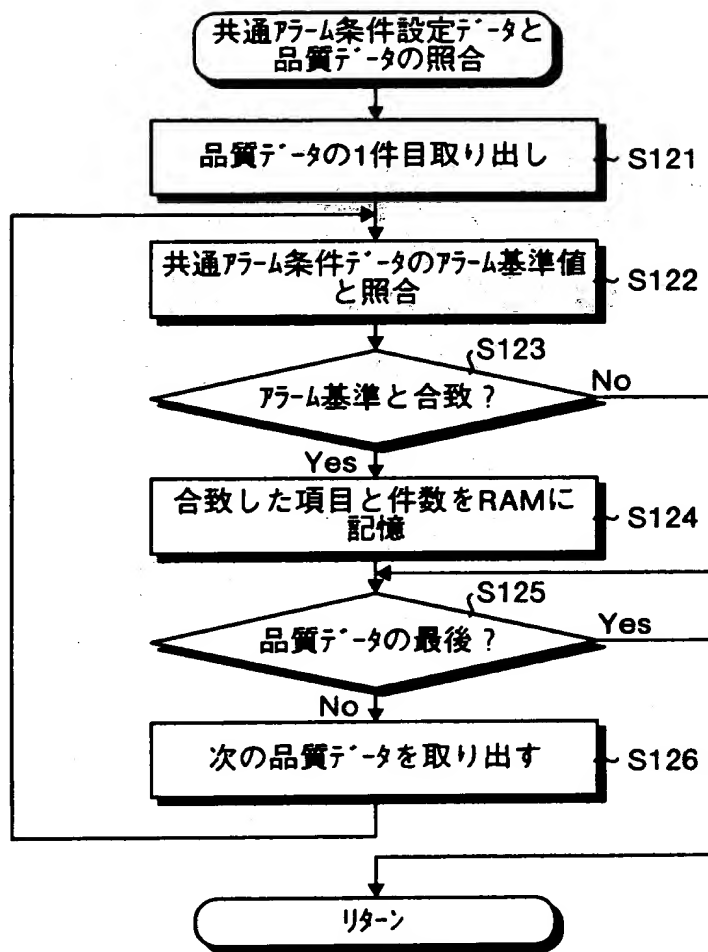 共通ｱﾗｰﾑ条件設定ﾃﾞｰﾀと
品質ﾃﾞｰﾀの照合
品質ﾃﾞｰﾀの1件目取り出し
S121
共通ｱﾗｰﾑ条件ﾃﾞｰﾀのｱﾗｰﾑ基準値
と照合
S122
S123
ｱﾗｰﾑ基準と合致？
No
Yes
合致した項目と件数をRAMに
記憶
S124
S125
品質ﾃﾞｰﾀの最後？
Yes
No
次の品質ﾃﾞｰﾀを取り出す
S126
ﾘﾀｰﾝ